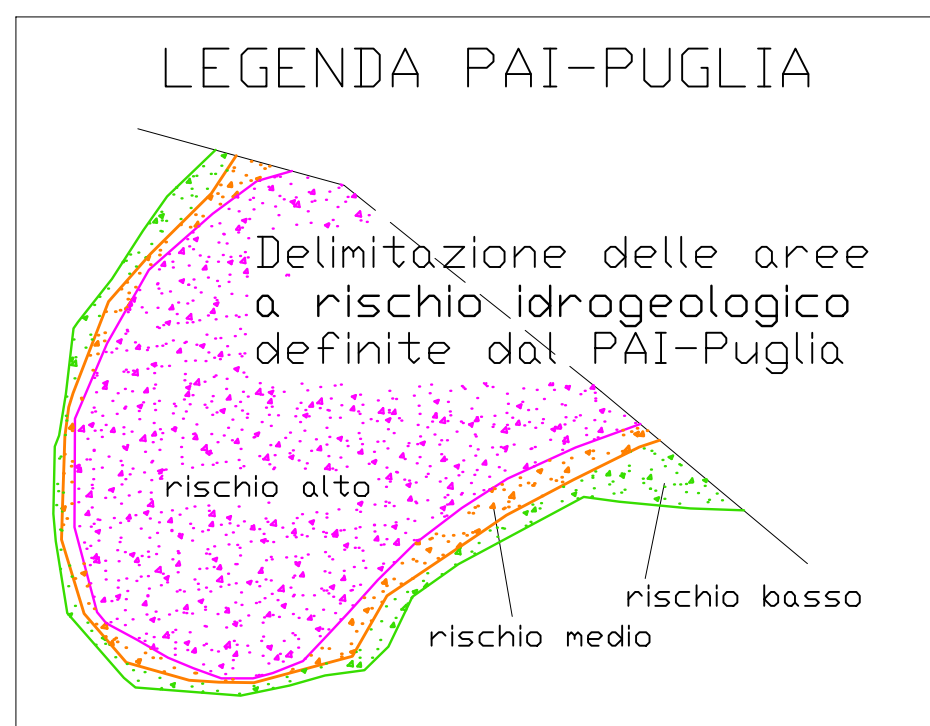 LEGENDA PAI-PUGLIA
Delimitazione delle aree
a rischio idrogeologico
definite dal PAI-Puglia
rischio alto
rischio basso
rischio medio